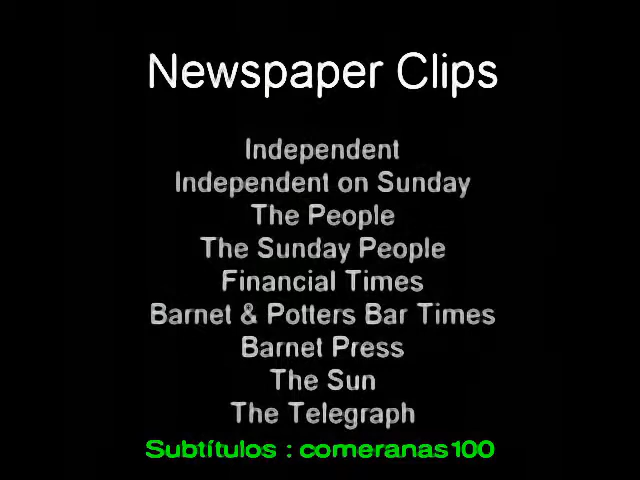 Newspaper Clips
Independent
Independent on Sunday
The People
The Sunday People
Financial Times
Barnet & Potters Bar Times
Barnet Press
The Sun
The Telegraph
Subtítulos : comeranas100